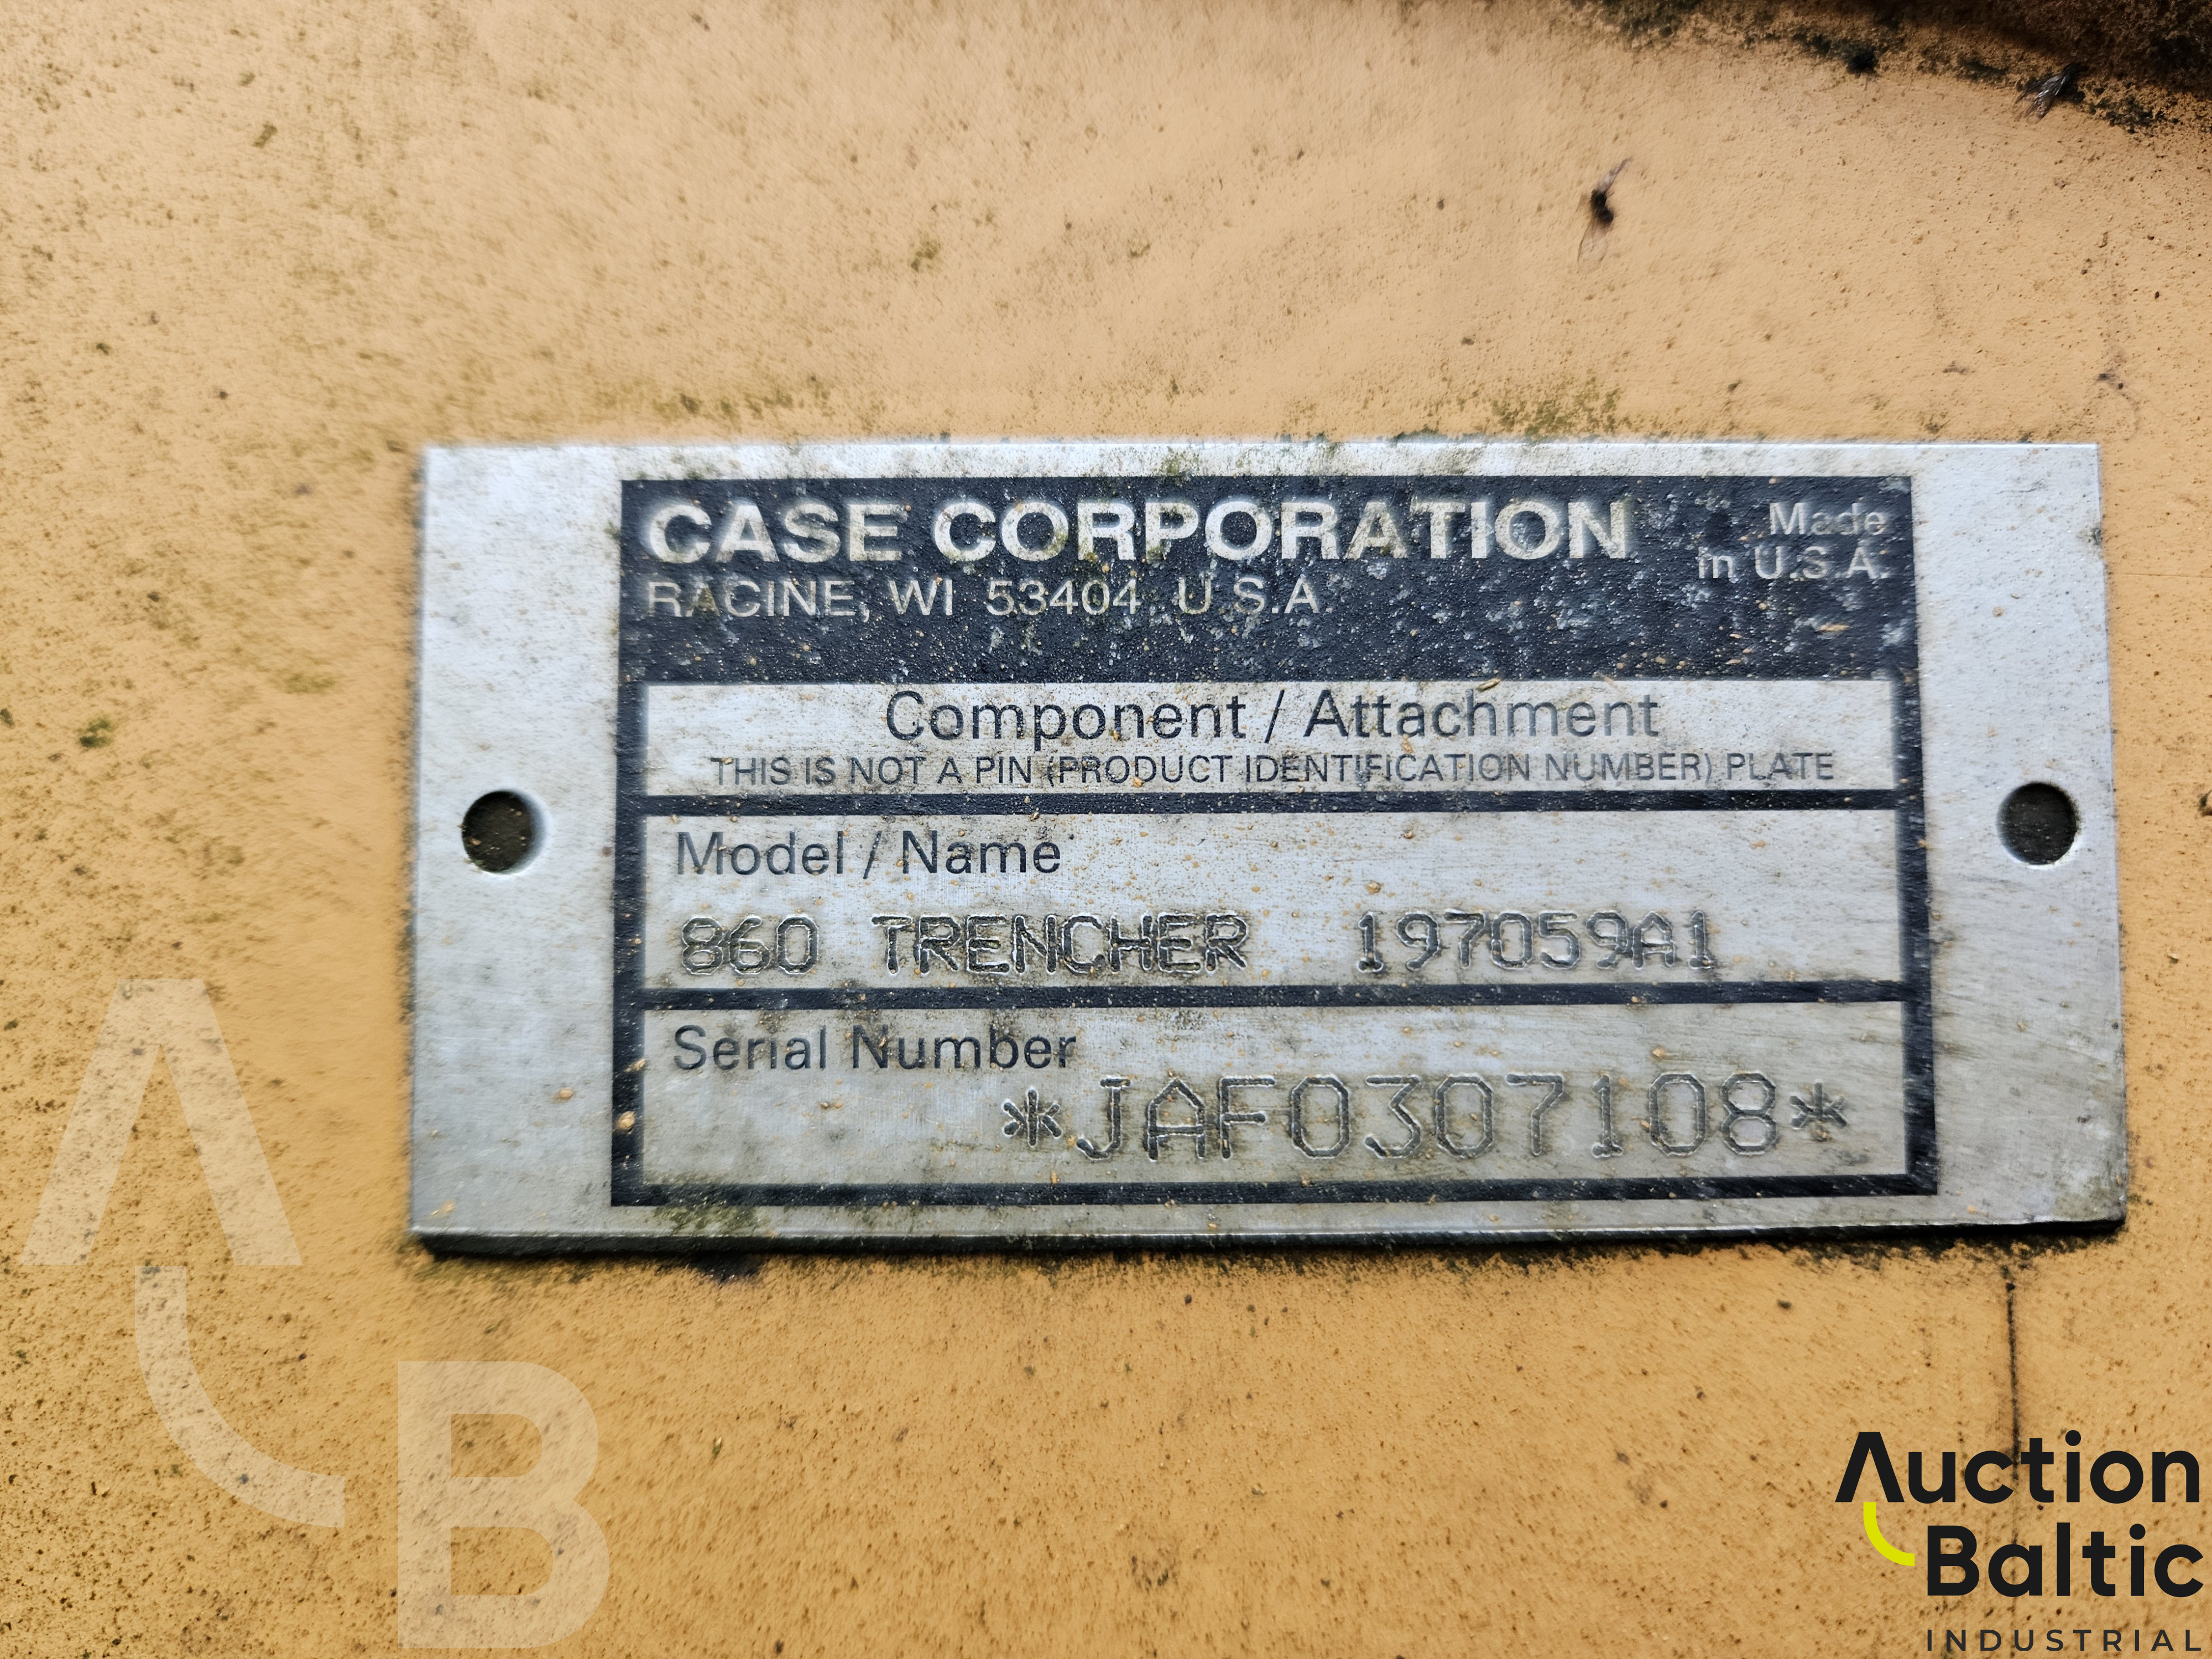 CASE CORPORATION
Made
in U.S.A.
RACINE, WI 53404 U.S.A
Component / Attachment
THIS IS NOT A PIN (PRODUCT IDENTIFICATION NUMBER) PLATE
Model / Name
860 TRENCHER 197059A1
Serial Number
*JAF0307108*
AB
Auction
Baltic
INDUSTRIAL